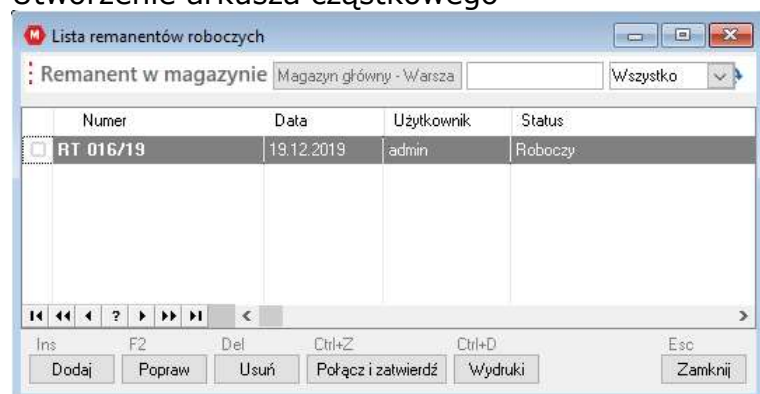 Utworzenie arkusza cząstkowego
Lista remanentów roboczych
Remanent w magazynie Magazyn główny - Warsza Wszystko
Numer Data Użytkownik Status
RT 016/19 19.12.2019 admin Roboczy
Ins F2 Del Ctrl+Z Ctrl+D Esc
Dodaj Popraw Usuń Połącz i zatwierdź Wydruki Zamknij